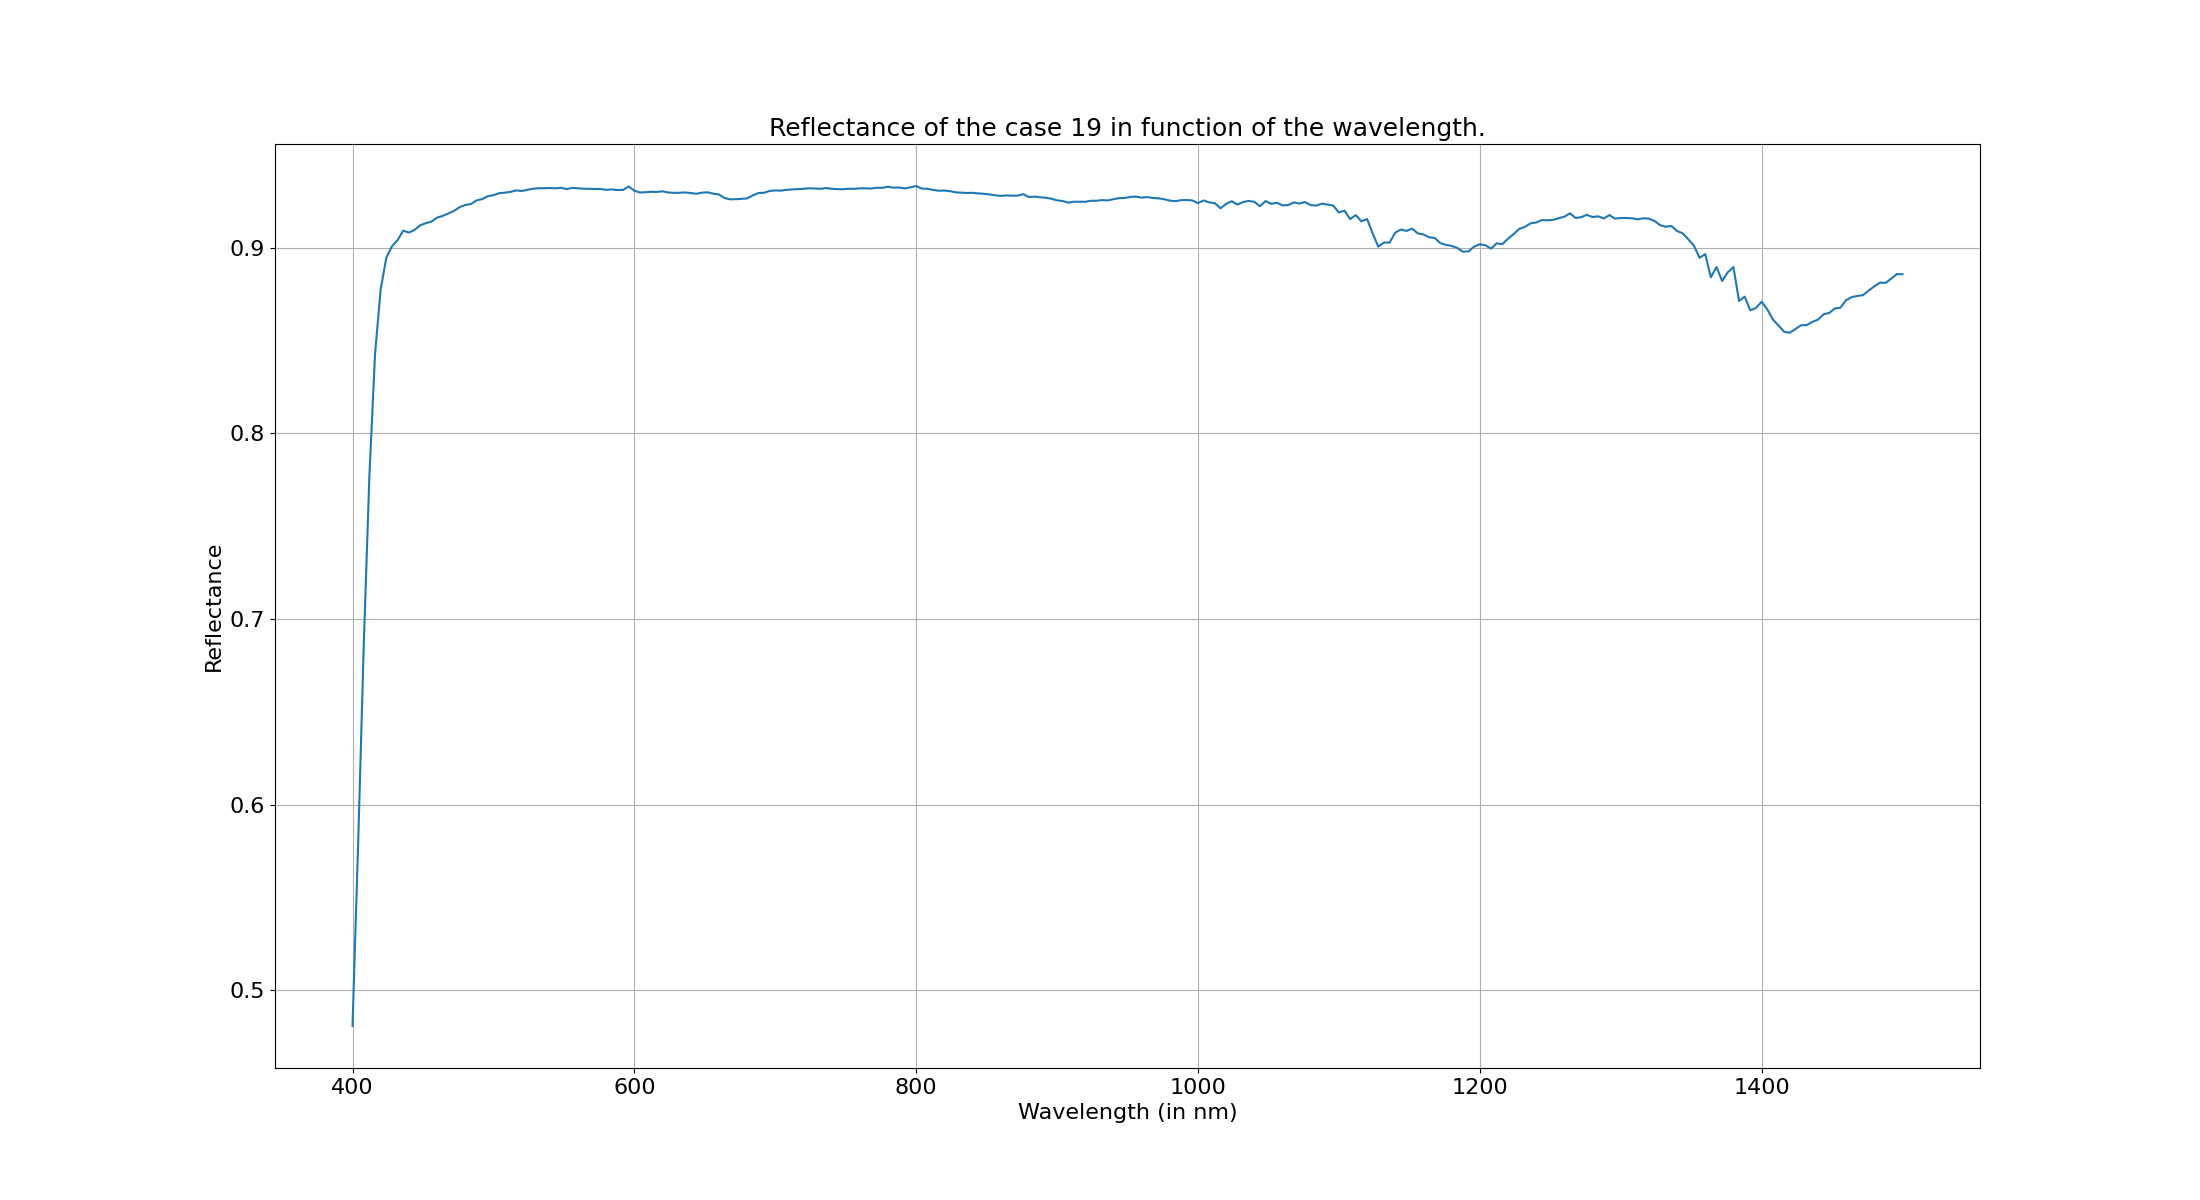 Reflectance of the case 19 in function of the wavelength.
Reflectance
0.9
0.8
0.7
0.6
0.5
400 600 800 1000 1200 1400
Wavelength (in nm)